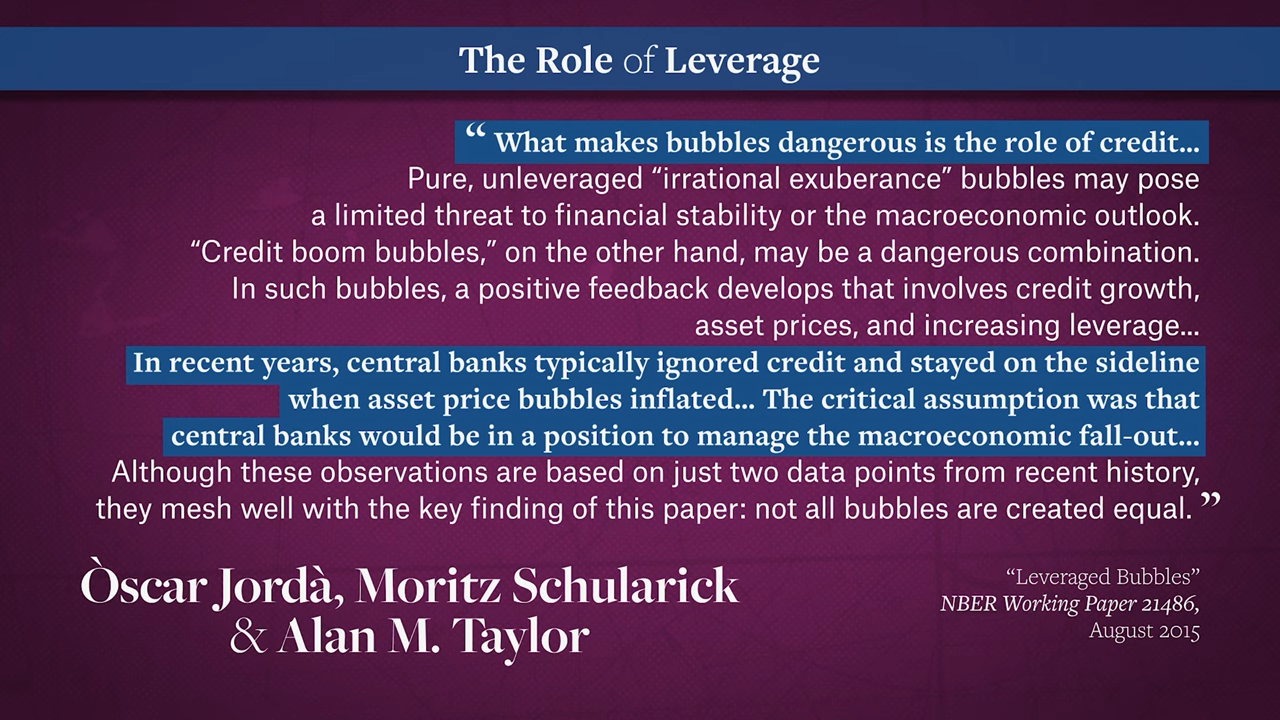 The Role of Leverage
“ What makes bubbles dangerous is the role of credit...
Pure, unleveraged “irrational exuberance” bubbles may pose
a limited threat to financial stability or the macroeconomic outlook.
“Credit boom bubbles,” on the other hand, may be a dangerous combination.
In such bubbles, a positive feedback develops that involves credit growth,
asset prices, and increasing leverage...
In recent years, central banks typically ignored credit and stayed on the sideline
when asset price bubbles inflated... The critical assumption was that
central banks would be in a position to manage the macroeconomic fall-out...
Although these observations are based on just two data points from recent history,
they mesh well with the key finding of this paper: not all bubbles are created equal. ”
Òscar Jordà, Moritz Schularick
& Alan M. Taylor
“Leveraged Bubbles”
NBER Working Paper 21486,
August 2015